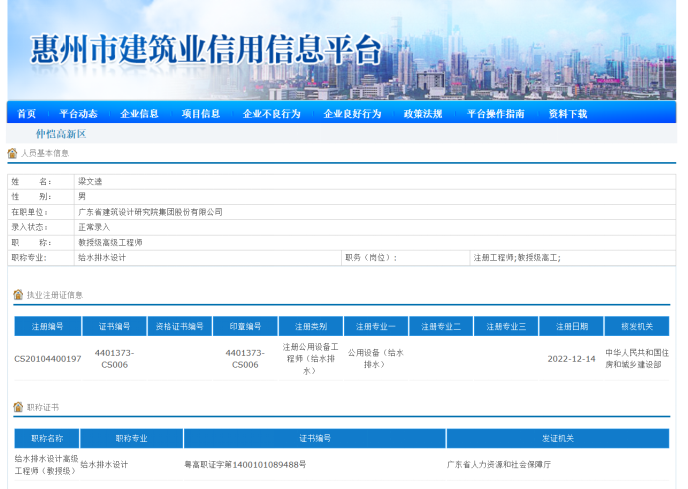 惠州市建筑业信用信息平台
首页 平台动态 企业信息 项目信息 企业不良行为 企业良好行为 政策法规 平台操作指南 资料下载
仲恺高新区
人员基本信息
姓 名： 梁文逵
性 别： 男
在职单位： 广东省建筑设计研究院集团股份有限公司
录入状态： 正常录入
职 称： 教授级高级工程师
职称专业： 给水排水设计 职务（岗位）： 注册工程师;教授级高工;
执业注册证信息
注册编号 证书编号 资格证书编号 印章编号 注册类别 注册专业一 注册专业二 注册专业三 注册日期 核发机关
CS20104400197 4401373-CS006 4401373-CS006 注册公用设备工程师（给水排水） 公用设备（给水排水） 2022-12-14 中华人民共和国住房和城乡建设部
职称证书
职称名称 职称专业 证书编号 发证机关
给水排水设计高级工程师（教授级） 给水排水设计 粤高职证字第1400101089488号 广东省人力资源和社会保障厅